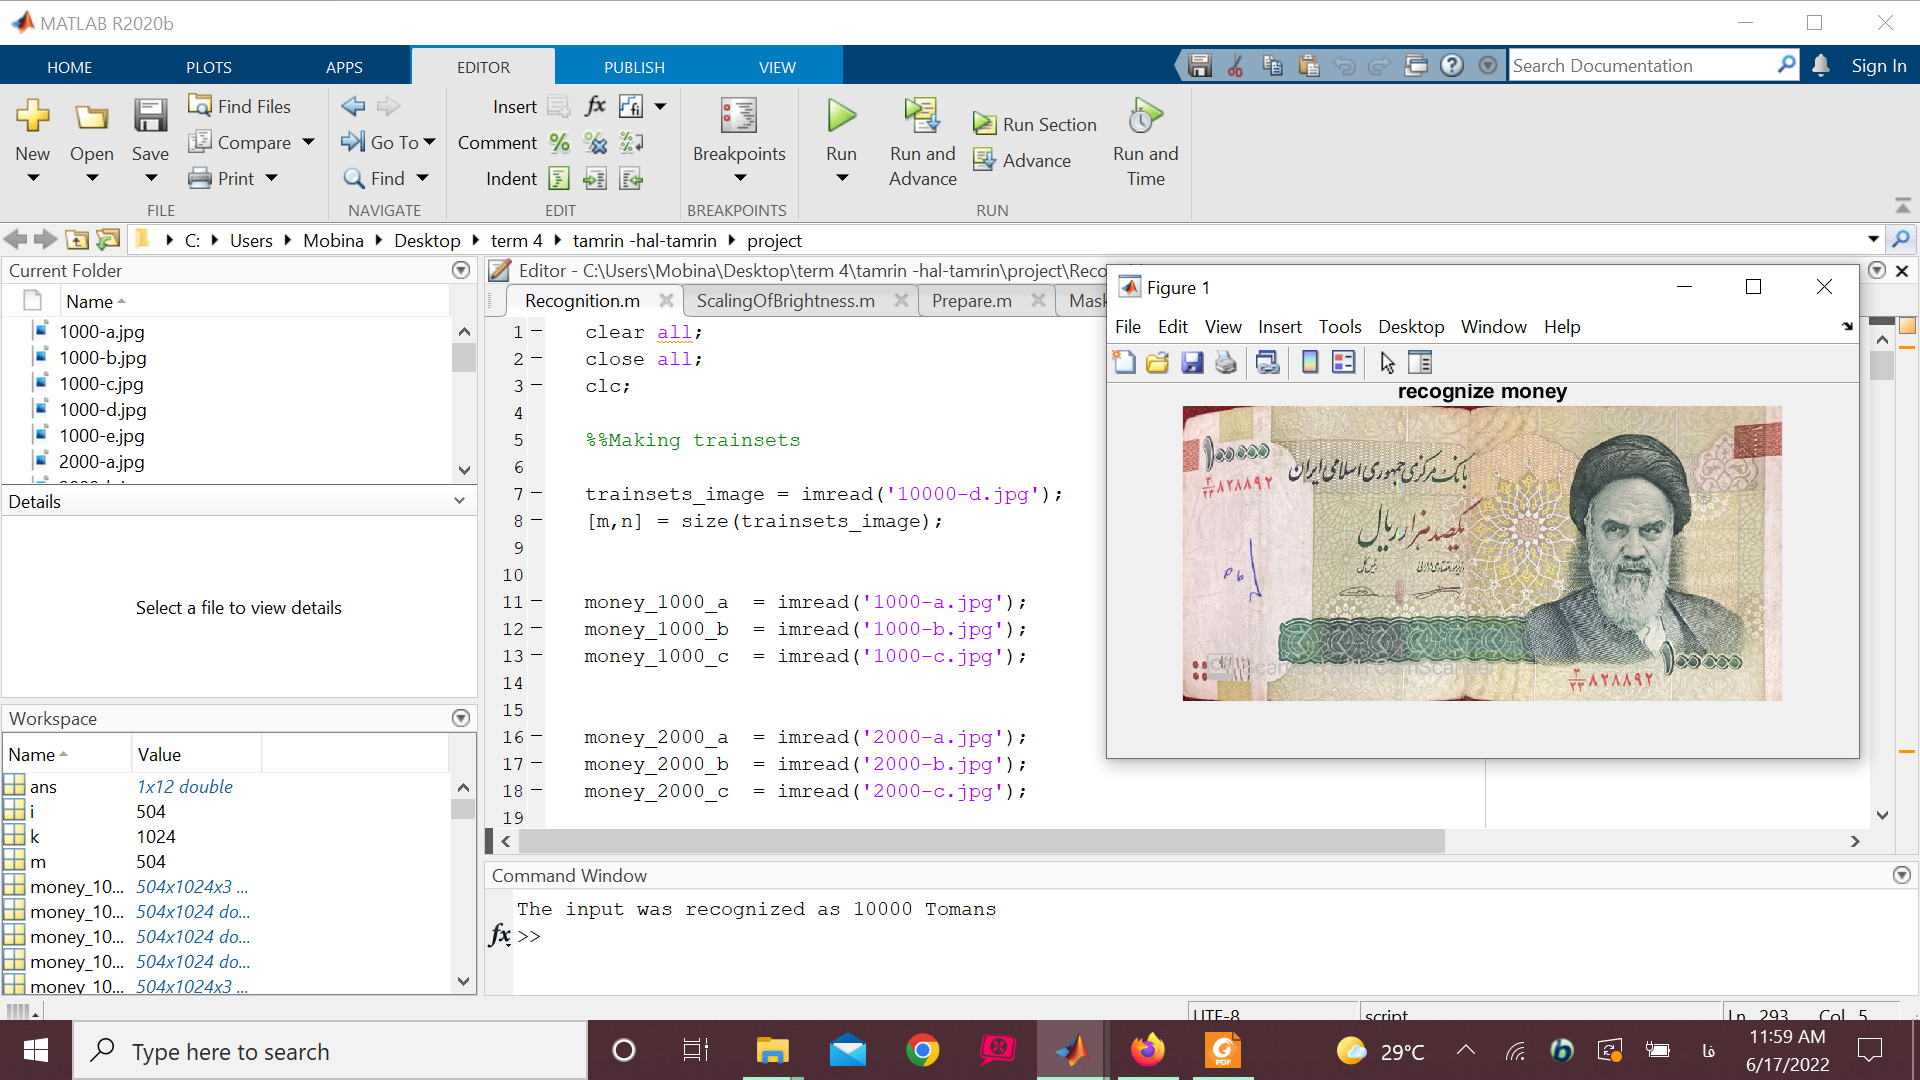 MATLAB R2020b
HOME PLOTS APPS EDITOR PUBLISH VIEW
Search Documentation
Sign In
New Open Save
Find Files
Compare
Print
FILE
Go To
Find
NAVIGATE
Insert fx fi
Comment
Indent
EDIT
Breakpoints
BREAKPOINTS
Run
Run and Advance
Run Section
Advance
Run and Time
RUN
C: Users Mobina Desktop term 4 tamrin -hal-tamrin project
Current Folder
Name
1000-a.jpg
1000-b.jpg
1000-c.jpg
1000-d.jpg
1000-e.jpg
2000-a.jpg
Details
Select a file to view details
Workspace
Name Value
ans 1x12 double
i 504
k 1024
m 504
money_10... 504x1024x3 ...
money_10... 504x1024 do...
money_10... 504x1024 do...
money_10... 504x1024 do...
money_10... 504x1024x3 ...
Editor - C:\Users\Mobina\Desktop\term 4\tamrin -hal-tamrin\project\Reco
Recognition.m ScalingOfBrightness.m Prepare.m Mask
1 clear all;
2 close all;
3 clc;
4
5 %%Making trainsets
6
7 trainsets_image = imread('10000-d.jpg');
8 [m,n] = size(trainsets_image);
9
10
11 money_1000_a = imread('1000-a.jpg');
12 money_1000_b = imread('1000-b.jpg');
13 money_1000_c = imread('1000-c.jpg');
14
15
16 money_2000_a = imread('2000-a.jpg');
17 money_2000_b = imread('2000-b.jpg');
18 money_2000_c = imread('2000-c.jpg');
19
Figure 1
File Edit View Insert Tools Desktop Window Help
recognize money
۱۰۰۰۰۰
بانک مرکزی جمهوری اسلامی ایران
۸۲۸۸۹۲
یکصد هزار ریال
۱۰۰۰۰۰
۸۲۸۸۹۲
Command Window
The input was recognized as 10000 Tomans
fx >>
UTF-8 script Ln 293 Col 5
Type here to search
PDF
29°C
فا
11:59 AM
6/17/2022